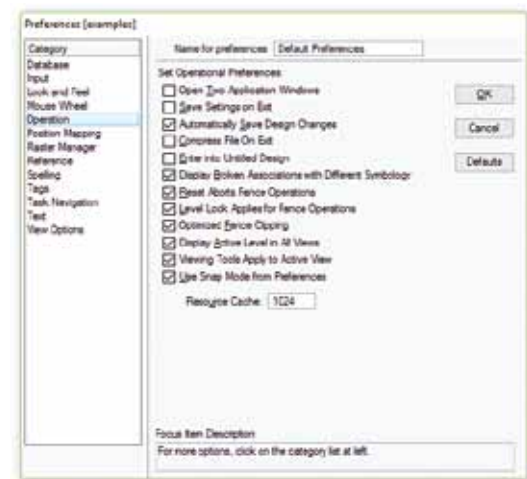 Preferences [examples]
Category
Database
Input
Look and Feel
Mouse Wheel
Operation
Position Mapping
Raster Manager
Reference
Spelling
Tags
Task Navigation
Text
View Options
Name for preferences: Default Preferences
Set Operational Preferences
Open Two Application Windows
Save Settings on Exit
Automatically Save Design Changes
Compress File On Exit
Enter into Untitled Design
Display Broken Associations with Different Symbology
Reset Aborts Fence Operations
Level Lock Applies for Fence Operations
Optimized Fence Clipping
Display Active Level in All Views
Viewing Tools Apply to Active View
Use Snap Mode from Preferences
Resource Cache: 1024
OK
Cancel
Defaults
Focus Item Description
For more options, click on the category list at left.